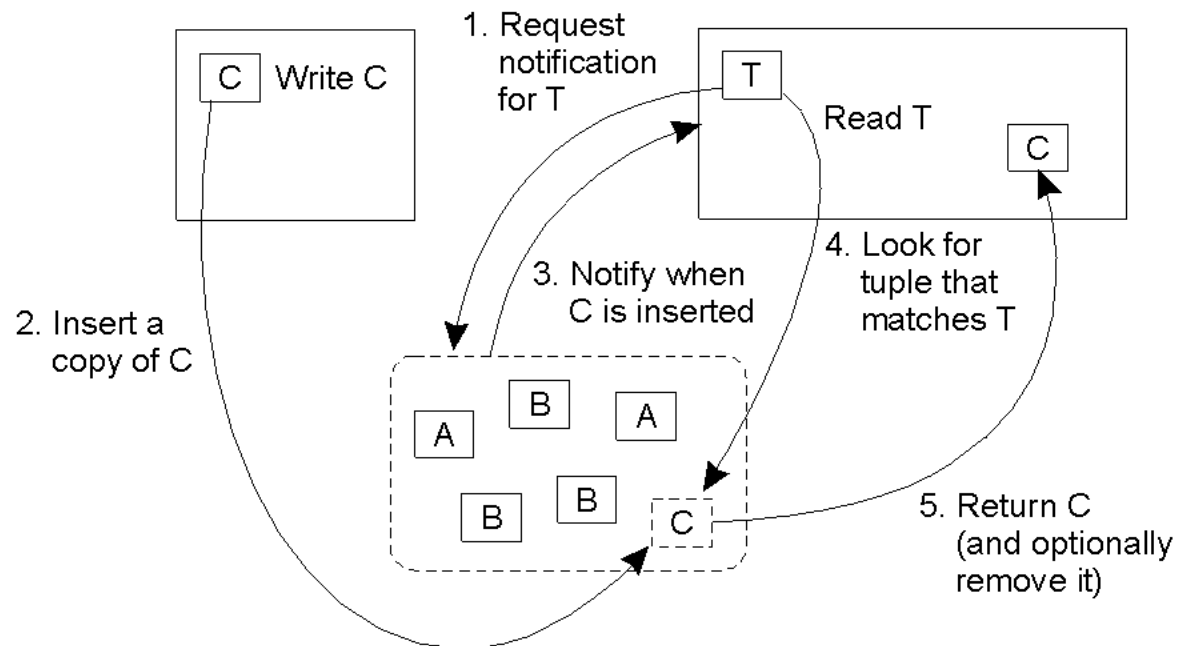 C Write C
1. Request
notification
for T
T
Read T
C
2. Insert a
copy of C
3. Notify when
C is inserted
4. Look for
tuple that
matches T
A
B
A
B
B
C
5. Return C
(and optionally
remove it)